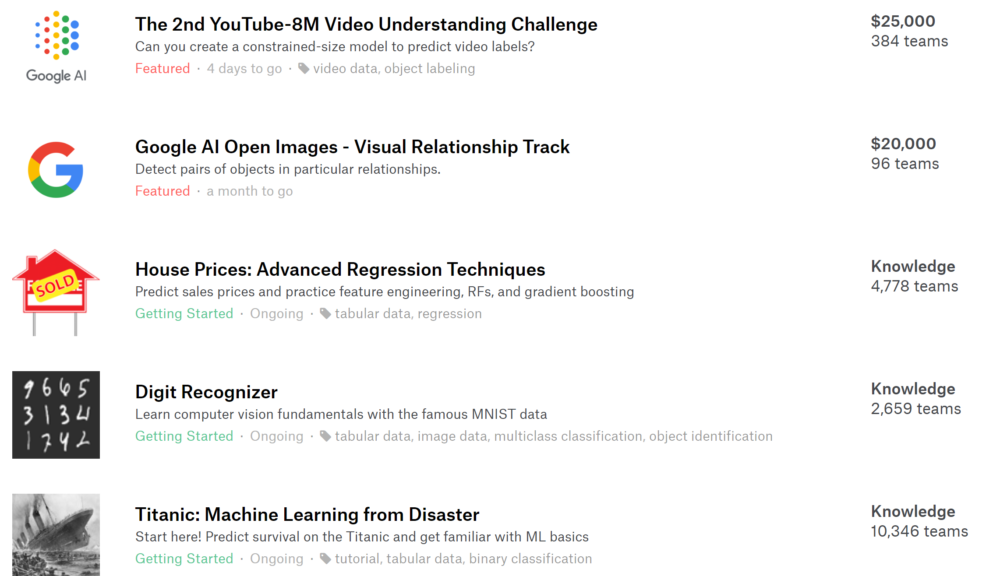 The 2nd YouTube-8M Video Understanding Challenge
Can you create a constrained-size model to predict video labels?
Featured · 4 days to go · video data, object labeling
$25,000
384 teams
Google AI
Google AI Open Images - Visual Relationship Track
Detect pairs of objects in particular relationships.
Featured · a month to go
$20,000
96 teams
SOLD
House Prices: Advanced Regression Techniques
Predict sales prices and practice feature engineering, RFs, and gradient boosting
Getting Started · Ongoing · tabular data, regression
Knowledge
4,778 teams
9 6 6 5
3 1 3 4
1 7 4 2
Digit Recognizer
Learn computer vision fundamentals with the famous MNIST data
Getting Started · Ongoing · tabular data, image data, multiclass classification, object identification
Knowledge
2,659 teams
Titanic: Machine Learning from Disaster
Start here! Predict survival on the Titanic and get familiar with ML basics
Getting Started · Ongoing · tutorial, tabular data, binary classification
Knowledge
10,346 teams